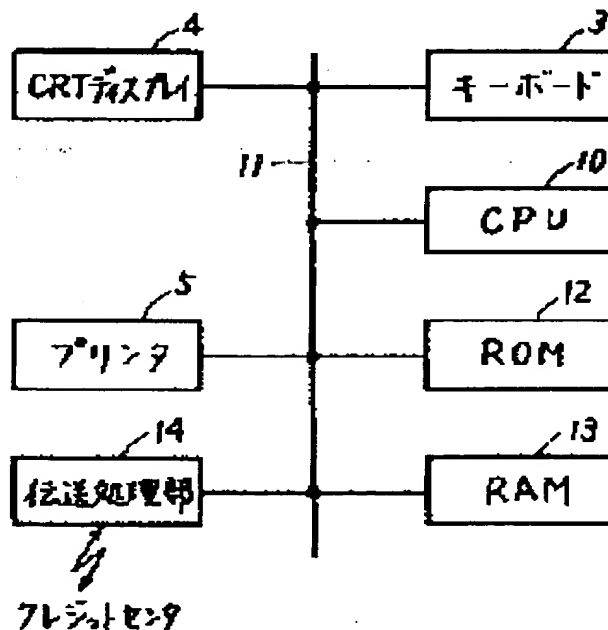 4
CRTディスプレイ
3
キーボード
11
10
CPU
5
プリンタ
12
ROM
14
伝送処理部
13
RAM
クレジットセンタ